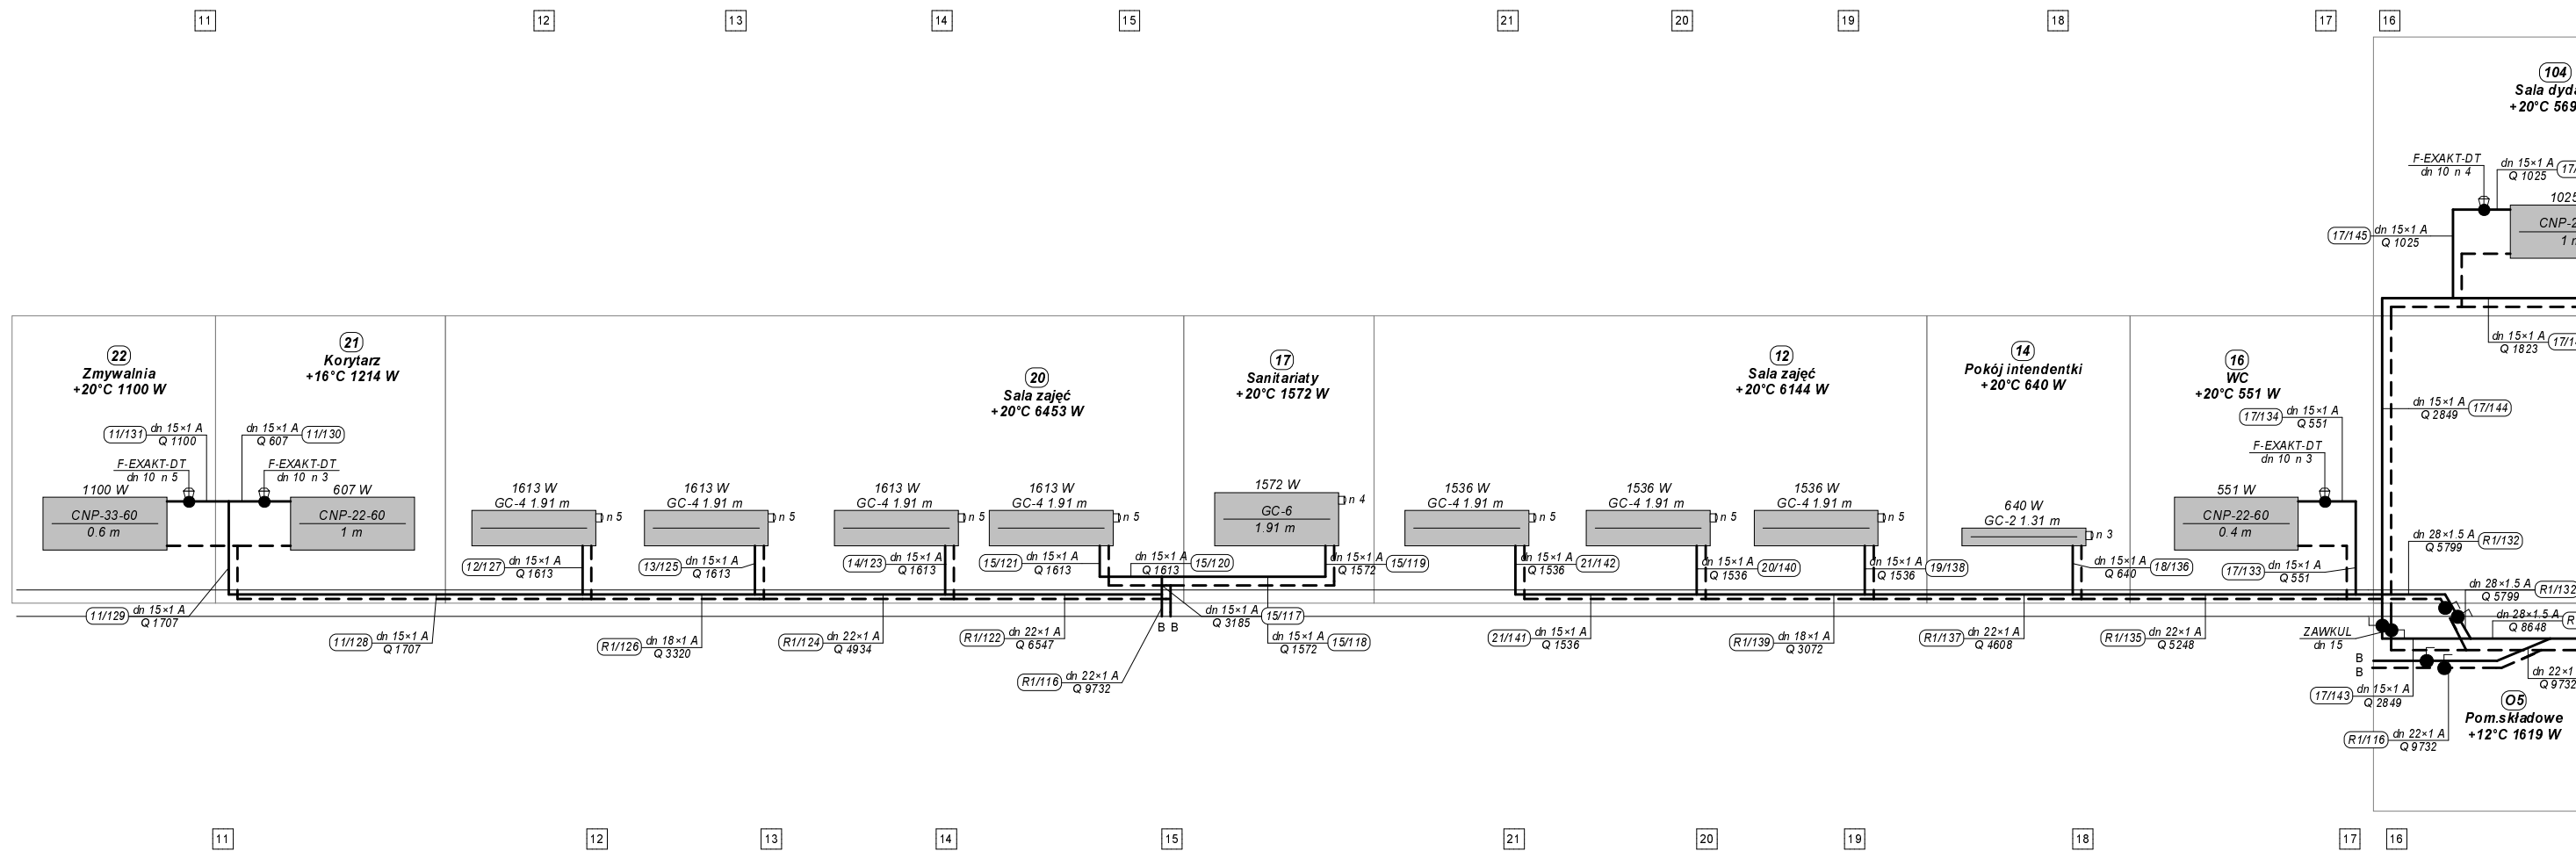 11 12 13 14 15 21 20 19 18 17 16
104
Sala
+20°C
F-EXAKT-DT
dn 10 n 4
dn 15×1 A
Q 1025
17/145
dn 15×1 A
Q 1025
1 m
dn 15×1 A
Q 1823
22
Zmywalnia
+20°C 1100 W
21
Korytarz
+16°C 1214 W
20
Sala zajęć
+20°C 6453 W
17
Sanitariaty
+20°C 1572 W
12
Sala zajęć
+20°C 6144 W
14
Pokój intendentki
+20°C 640 W
16
WC
+20°C 551 W
dn 15×1 A 17/144
Q 2849
17/134 dn 15×1 A
Q 551
11/131 dn 15×1 A
Q 1100
dn 15×1 A 11/130
Q 607
F-EXAKT-DT
dn 10 n 5
F-EXAKT-DT
dn 10 n 3
F-EXAKT-DT
dn 10 n 3
1100 W
CNP-33-60
0.6 m
607 W
CNP-22-60
1 m
1613 W
GC-4 1.91 m
n 5
1613 W
GC-4 1.91 m
n 5
1613 W
GC-4 1.91 m
n 5
1613 W
GC-4 1.91 m
n 5
1572 W
GC-6
1.91 m
n 4
1536 W
GC-4 1.91 m
n 5
1536 W
GC-4 1.91 m
n 5
1536 W
GC-4 1.91 m
n 5
640 W
GC-2 1.31 m
n 3
551 W
CNP-22-60
0.4 m
12/127 dn 15×1 A
Q 1613
13/125 dn 15×1 A
Q 1613
14/123 dn 15×1 A
Q 1613
15/121 dn 15×1 A
Q 1613
dn 15×1 A 15/120
Q 1613
dn 15×1 A 15/119
Q 1572
dn 15×1 A 21/142
Q 1536
dn 15×1 A 20/140
Q 1536
dn 15×1 A 19/138
Q 1536
dn 15×1 A 18/136
Q 640
17/133 dn 15×1 A
Q 551
dn 28×1.5 A R1/132
Q 5799
dn 28×1.5 A R1/132
Q 5799
dn 28×1.5 A
Q 8648
11/129 dn 15×1 A
Q 1707
11/128 dn 15×1 A
Q 1707
R1/126 dn 18×1 A
Q 3320
R1/124 dn 22×1 A
Q 4934
R1/122 dn 22×1 A
Q 6547
B B
dn 15×1 A 15/117
Q 3185
dn 15×1 A 15/118
Q 1572
R1/116 dn 22×1 A
Q 9732
21/141 dn 15×1 A
Q 1536
R1/139 dn 18×1 A
Q 3072
R1/137 dn 22×1 A
Q 4608
R1/135 dn 22×1 A
Q 5248
ZAWKUL
dn 15
B
B
17/143 dn 15×1 A
Q 2849
dn 22×1
Q 9732
R1/116 dn 22×1 A
Q 9732
O5
Pom.składowe
+12°C 1619 W
11 12 13 14 15 21 20 19 18 17 16